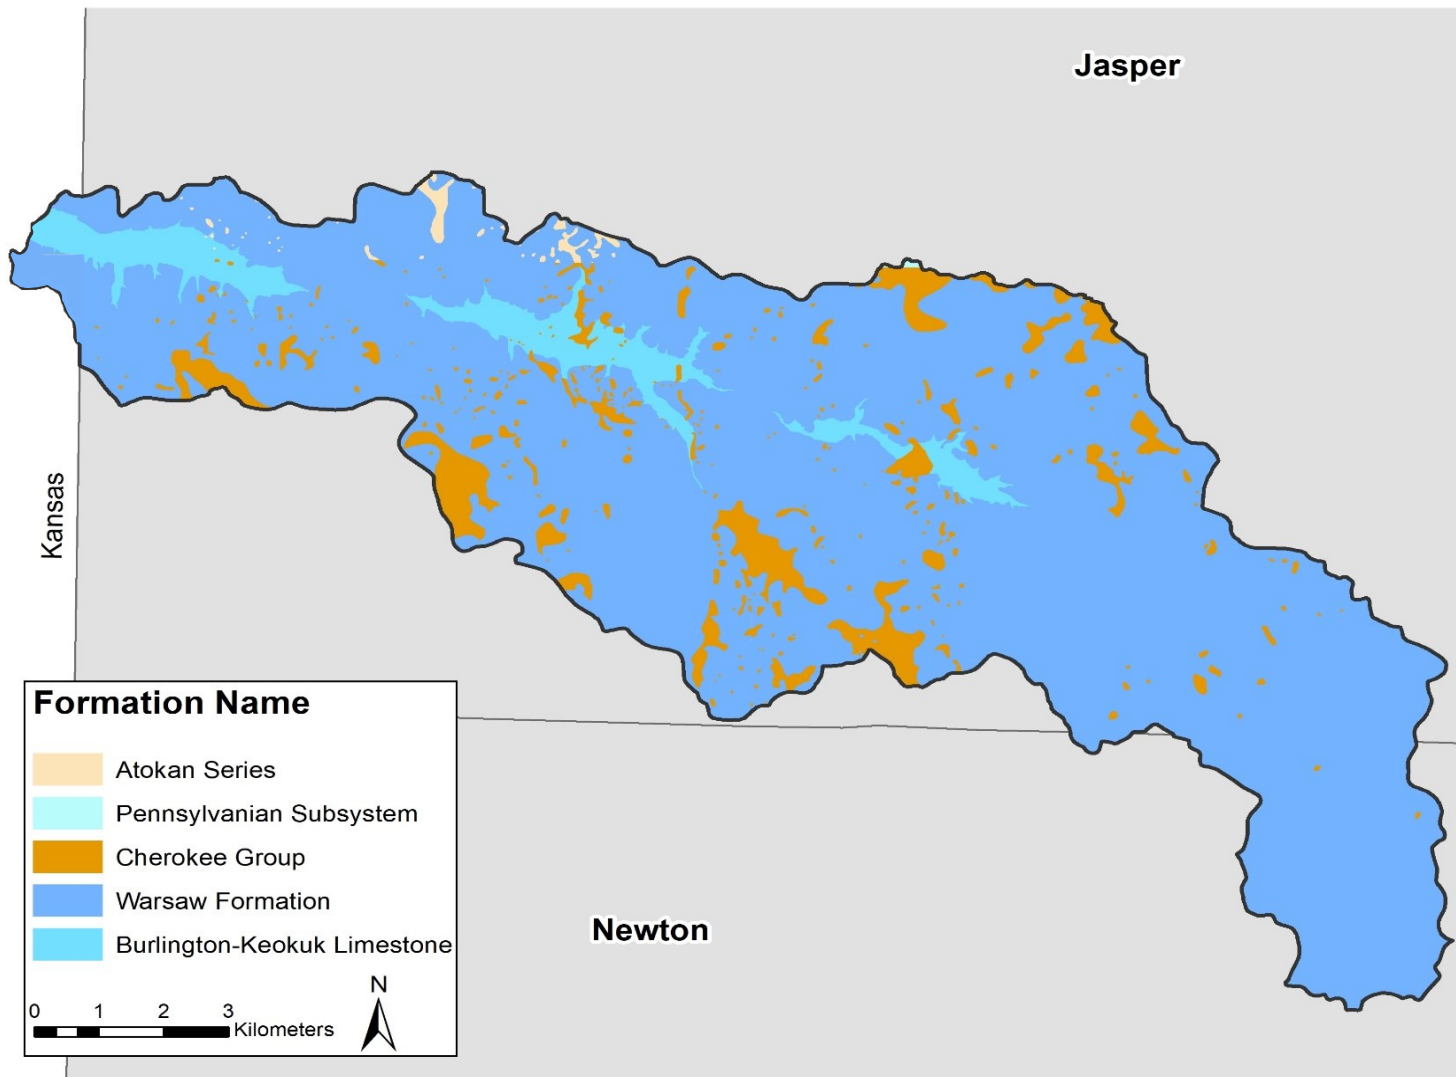 Jasper
Kansas
Formation Name
Atokan Series
Pennsylvanian Subsystem
Cherokee Group
Warsaw Formation
Burlington-Keokuk Limestone
0 1 2 3
Kilometers
N
Newton